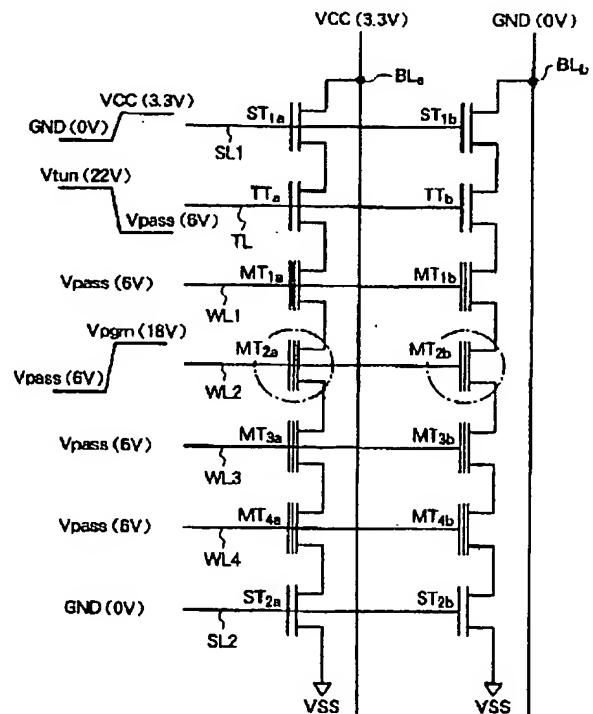 VCC (3.3V) GND (0V)
BLa BLb
VCC (3.3V) ST1a ST1b
GND (0V)
SL1
Vtun (22V) TTa TTb
Vpass (6V) TL
Vpass (6V) MT1a MT1b
WL1
Vpgm (18V) MT2a MT2b
Vpass (6V) WL2
Vpass (6V) MT3a MT3b
WL3
Vpass (6V) MT4a MT4b
WL4
GND (0V) ST2a ST2b
SL2
VSS VSS